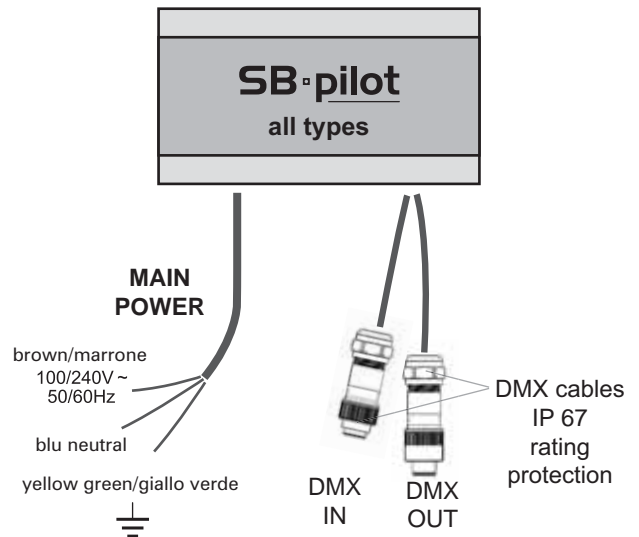 SB·pilot
all types
MAIN
POWER
brown/marrone
100/240V ~
50/60Hz
blu neutral
yellow green/giallo verde
DMX
IN
DMX
OUT
DMX cables
IP 67
rating
protection